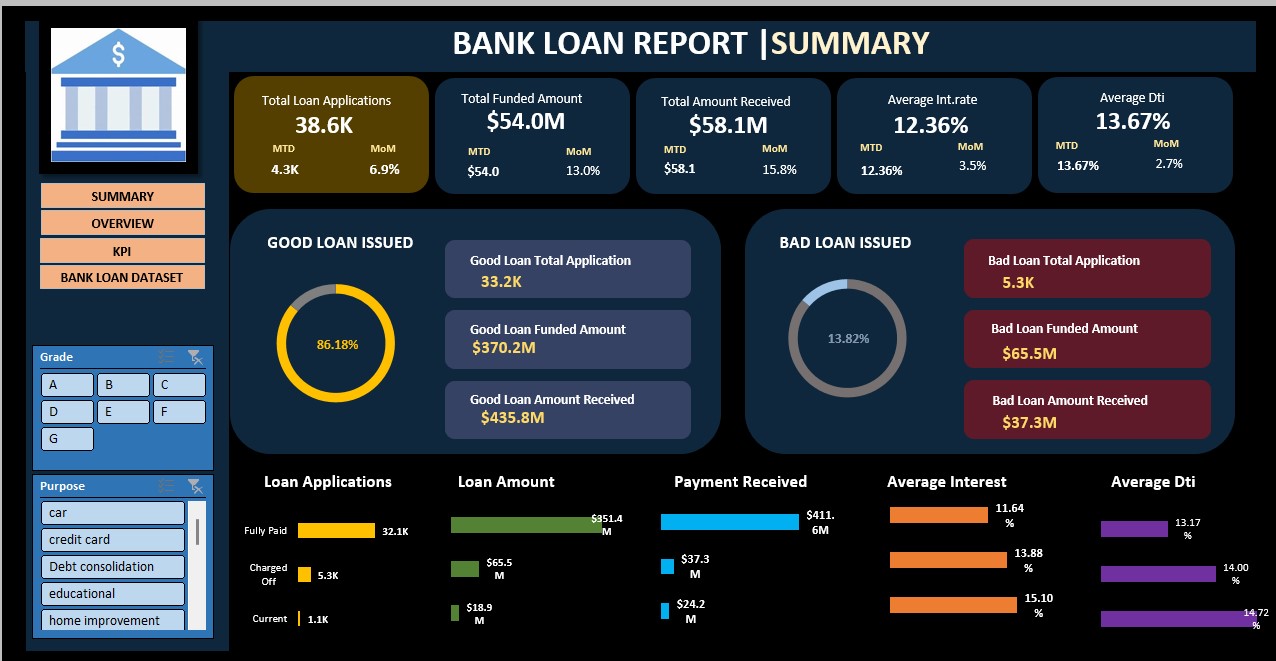 $
BANK LOAN REPORT |SUMMARY
Total Loan Applications
38.6K
MTD MoM
4.3K 6.9%
Total Funded Amount
$54.0M
MTD MoM
$54.0 13.0%
Total Amount Received
$58.1M
MTD MoM
$58.1 15.8%
Average Int.rate
12.36%
MTD MoM
12.36% 3.5%
Average Dti
13.67%
MTD MoM
13.67% 2.7%
SUMMARY
OVERVIEW
KPI
BANK LOAN DATASET
Grade
A B C
D E F
G
Purpose
car
credit card
Debt consolidation
educational
home improvement
GOOD LOAN ISSUED
86.18%
Good Loan Total Application
33.2K
Good Loan Funded Amount
$370.2M
Good Loan Amount Received
$435.8M
BAD LOAN ISSUED
13.82%
Bad Loan Total Application
5.3K
Bad Loan Funded Amount
$65.5M
Bad Loan Amount Received
$37.3M
Loan Applications
Fully Paid 32.1K
Charged
Off
5.3K
Current 1.1K
Loan Amount
$351.4
M
$65.5
M
$18.9
M
Payment Received
$411.
6M
$37.3
M
$24.2
M
Average Interest
11.64
%
13.88
%
15.10
%
Average Dti
13.17
%
14.00
%
14.72
%